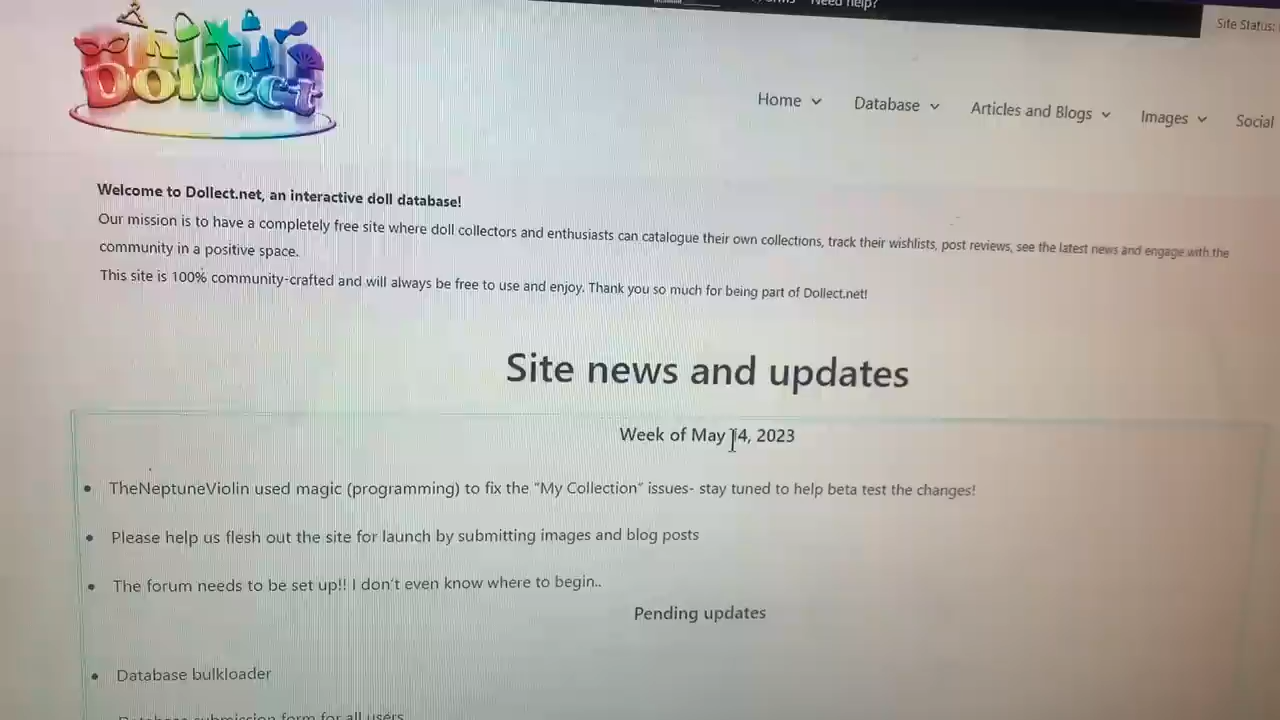 Need help?
Site Status:
Dollect
Home Database Articles and Blogs Images Social
Welcome to Dollect.net, an interactive doll database!
Our mission is to have a completely free site where doll collectors and enthusiasts can catalogue their own collections, track their wishlists, post reviews, see the latest news and engage with the
community in a positive space.
This site is 100% community-crafted and will always be free to use and enjoy. Thank you so much for being part of Dollect.net!
Site news and updates
Week of May 14, 2023
• TheNeptuneViolin used magic (programming) to fix the "My Collection" issues- stay tuned to help beta test the changes!
• Please help us flesh out the site for launch by submitting images and blog posts
• The forum needs to be set up!! I don't even know where to begin..
Pending updates
• Database bulkloader
Database submission form for all users